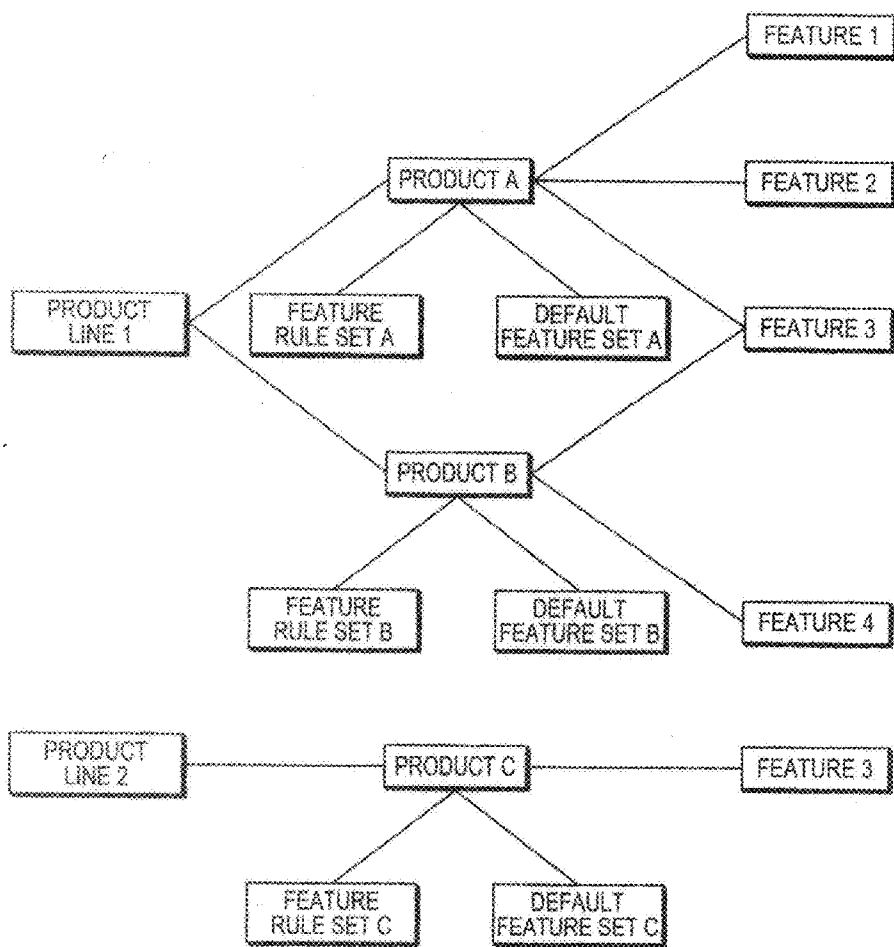 FEATURE 1
PRODUCT A
FEATURE 2
PRODUCT
LINE 1
FEATURE
RULE SET A
DEFAULT
FEATURE SET A
FEATURE 3
PRODUCT B
FEATURE
RULE SET B
DEFAULT
FEATURE SET B
FEATURE 4
PRODUCT
LINE 2
PRODUCT C
FEATURE 3
FEATURE
RULE SET C
DEFAULT
FEATURE SET C